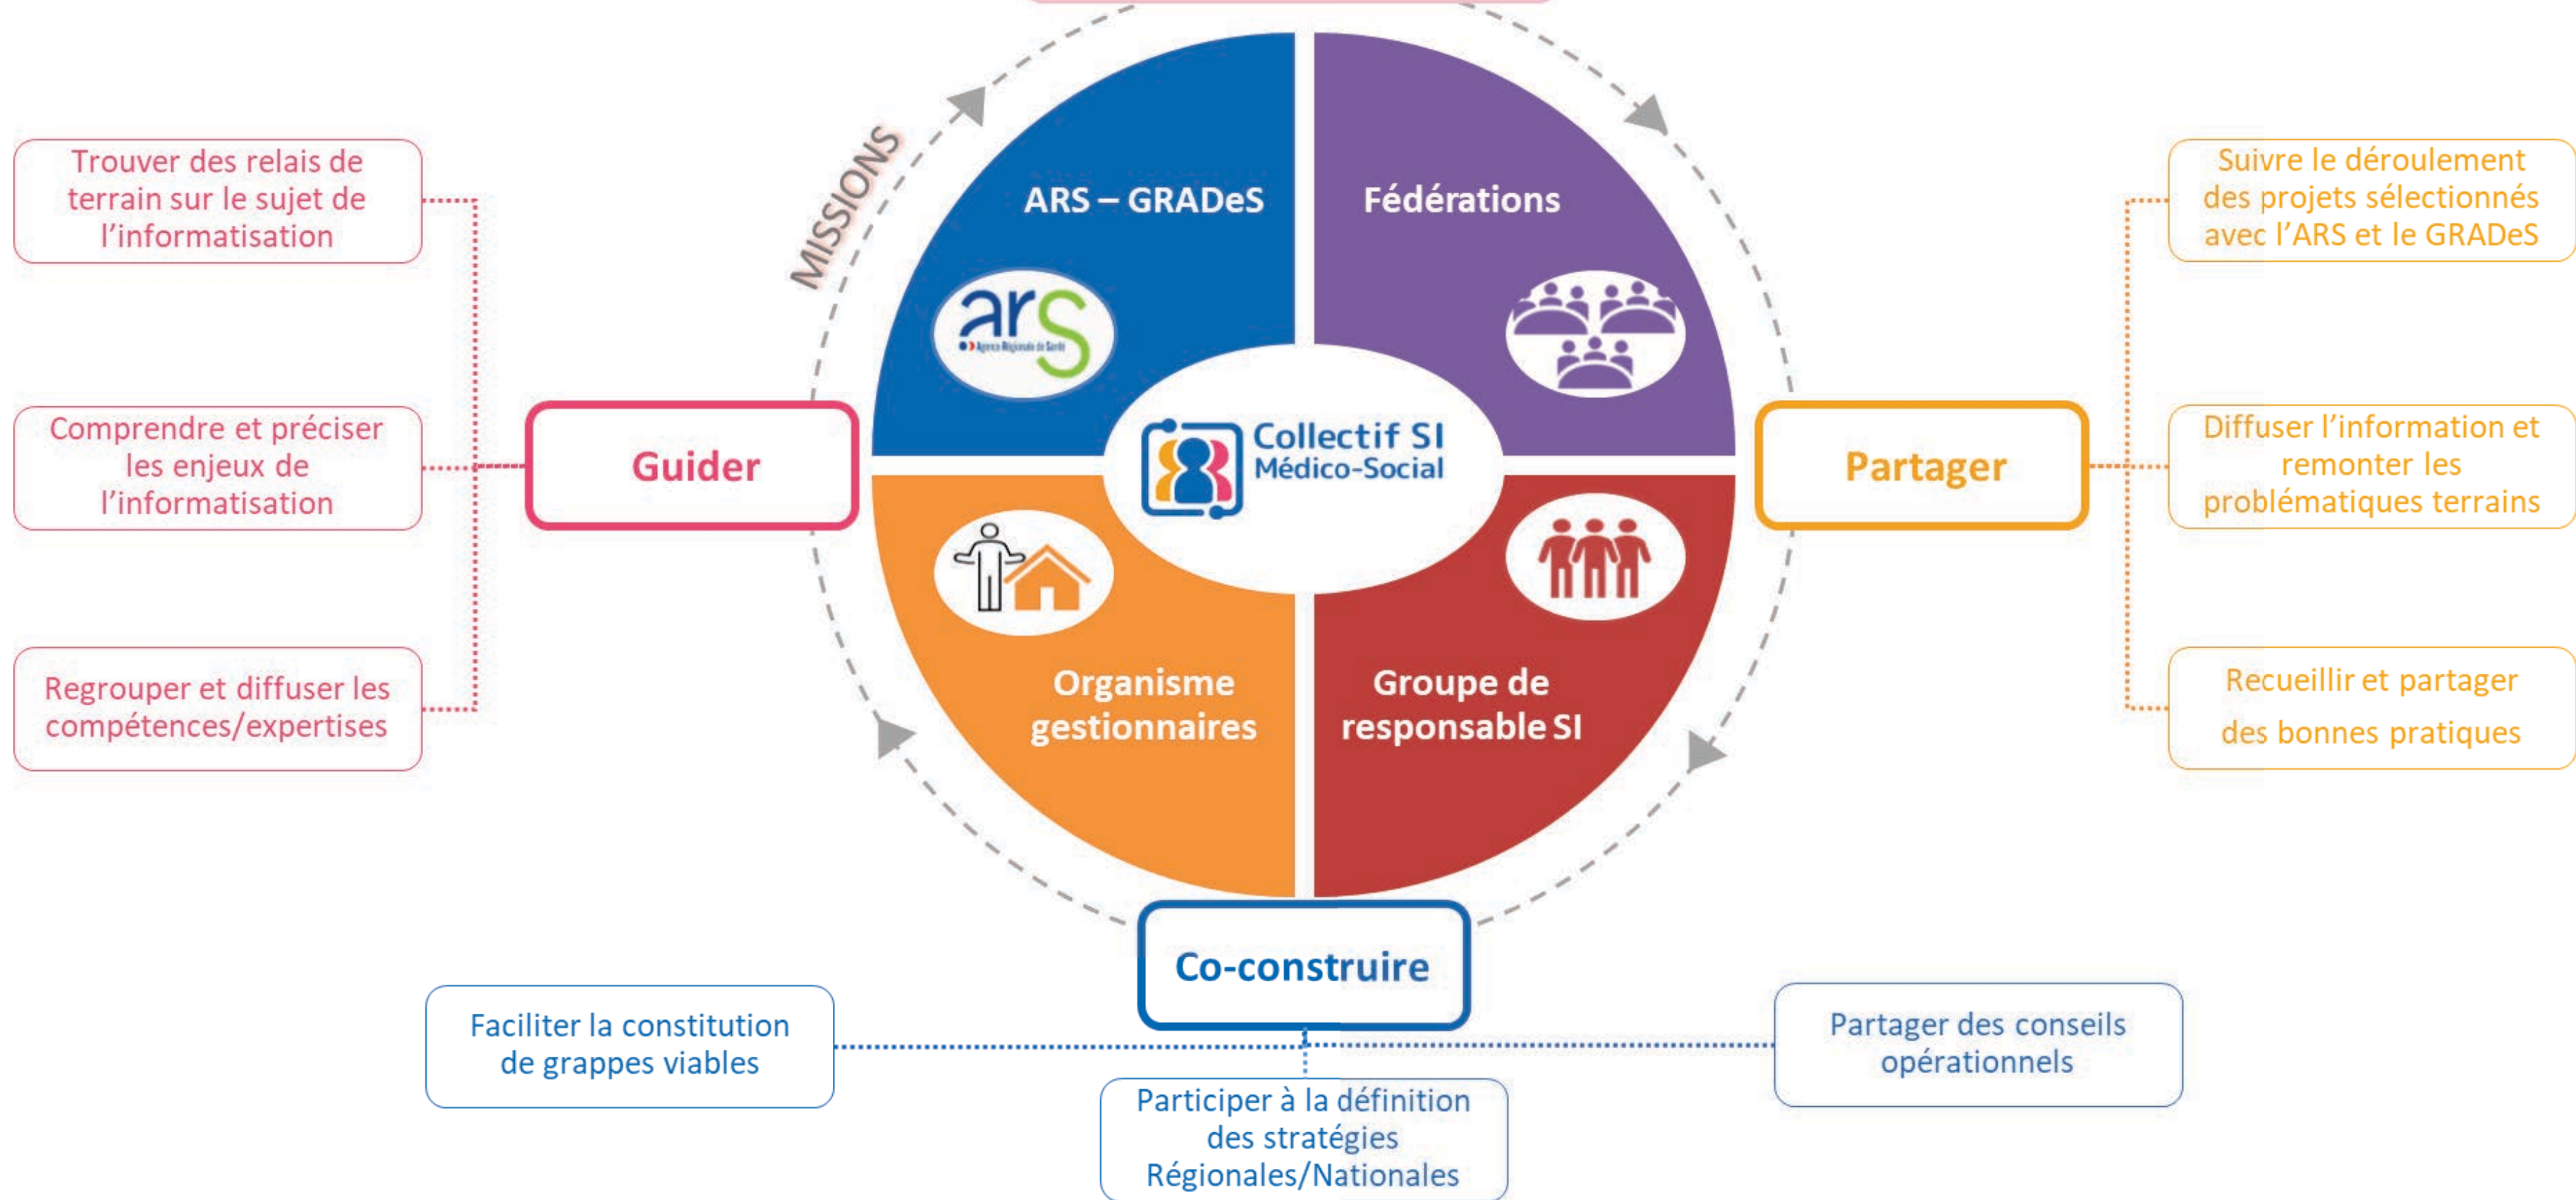 MISSIONS
ARS – GRADeS
Fédérations
ars
Agence Régionale de Santé
Collectif SI
Médico-Social
Organisme
gestionnaires
Groupe de
responsable SI
Guider
Trouver des relais de
terrain sur le sujet de
l'informatisation
Comprendre et préciser
les enjeux de
l'informatisation
Regrouper et diffuser les
compétences/expertises
Partager
Suivre le déroulement
des projets sélectionnés
avec l'ARS et le GRADeS
Diffuser l'information et
remonter les
problématiques terrains
Recueillir et partager
des bonnes pratiques
Co-construire
Faciliter la constitution
de grappes viables
Participer à la définition
des stratégies
Régionales/Nationales
Partager des conseils
opérationnels